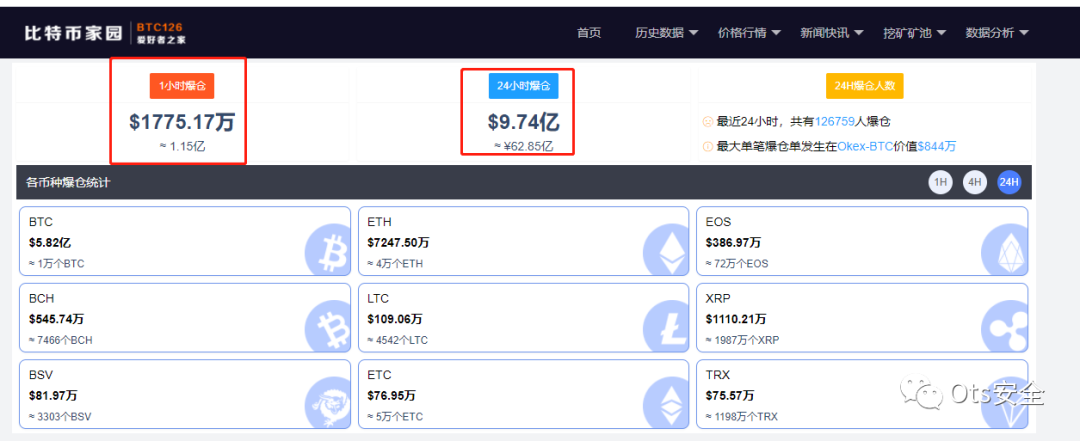 比特币家园 BTC126 爱好者之家 首页 历史数据 价格行情 新闻快讯 挖矿矿池 数据分析
1小时爆仓 24小时爆仓 24H爆仓人数
$1775.17万 $9.74亿 最近24小时，共有126759人爆仓
≈ 1.15亿 ≈ ¥62.85亿 最大单笔爆仓单发生在Okex-BTC价值$844万
各币种爆仓统计 1H 4H 24H
BTC ETH EOS
$5.82亿 $7247.50万 $386.97万
≈ 1万个BTC ≈ 4万个ETH ≈ 72万个EOS
BCH LTC XRP
$545.74万 $109.06万 $1110.21万
≈ 7466个BCH ≈ 4542个LTC ≈ 1987万个XRP
BSV ETC TRX
$81.97万 $76.95万 $75.57万
≈ 3303个BSV ≈ 5万个ETC ≈ 1198万个TRX
Ots安全